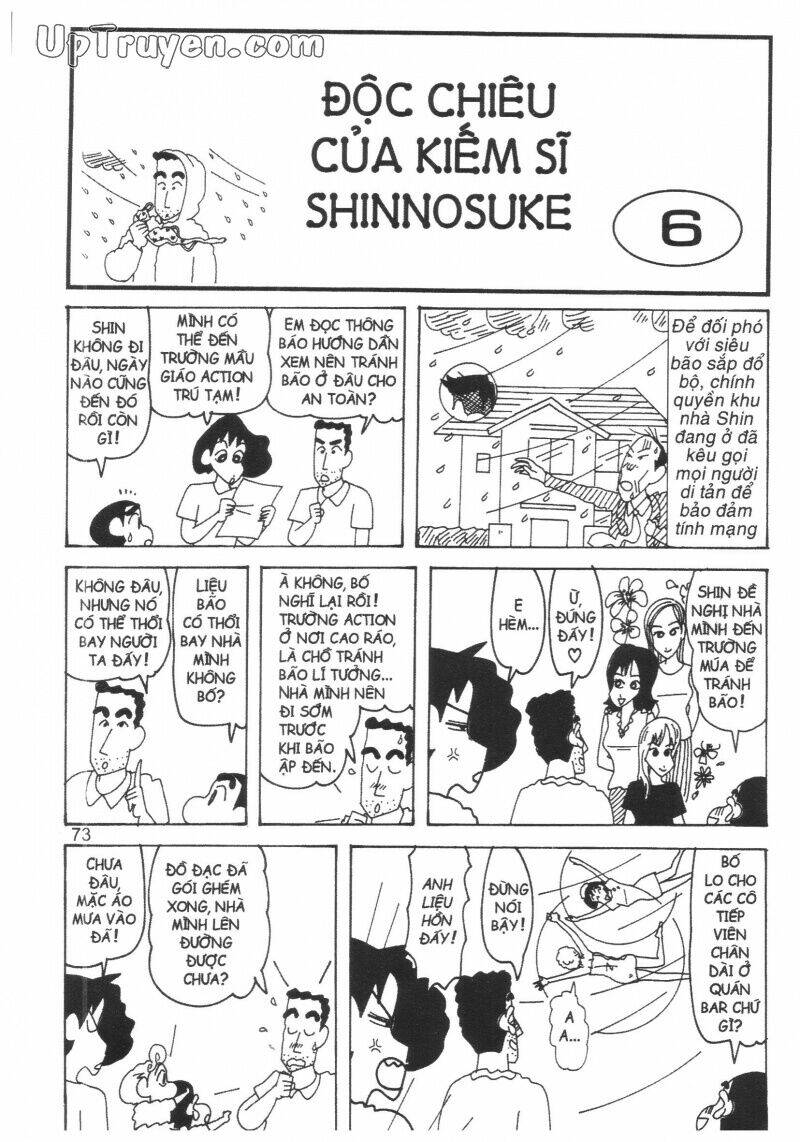 UpTruyen.com
ĐỘC CHIÊU
CỦA KIẾM SĨ
SHINNOSUKE
6
Để đối phó
với siêu
bão sắp đổ
bộ, chính
quyền khu
nhà Shin
đang ở đã
kêu gọi
mọi người
di tản để
bảo đảm
tính mạng
EM ĐỌC THÔNG
BÁO HƯỚNG DẪN
XEM NÊN TRÁNH
BÃO Ở ĐÂU CHO
AN TOÀN?
MÌNH CÓ
THỂ ĐẾN
TRƯỜNG MẪU
GIÁO ACTION
TRÚ TẠM!
SHIN
KHÔNG ĐI
ĐÂU, NGÀY
NÀO CŨNG
ĐẾN ĐÓ
RỒI CÒN
GÌ!
SHIN ĐỀ
NGHỊ NHÀ
MÌNH ĐẾN
TRƯỜNG
MÚA ĐỂ
TRÁNH
BÃO!
Ừ,
ĐÚNG
ĐẤY!
♡
E
HÈM...
À KHÔNG, BỐ
NGHĨ LẠI RỒI!
TRƯỜNG ACTION
Ở NƠI CAO RÁO,
LÀ CHỖ TRÁNH
BÃO LÍ TƯỞNG...
NHÀ MÌNH NÊN
ĐI SỚM
TRƯỚC
KHI BÃO
ẬP ĐẾN.
LIỆU
BÃO
CÓ THỔI
BAY NHÀ
MÌNH
KHÔNG
BỐ?
KHÔNG ĐÂU,
NHƯNG NÓ
CÓ THỂ THỔI
BAY NGƯỜI
TA ĐẤY!
73
BỐ
LO CHO
CÁC CÔ
TIẾP
VIÊN
CHÂN
DÀI Ở
QUÁN
BAR CHỨ
GÌ?
A
A...
ĐỪNG
NÓI
BẬY!
ANH
LIỆU
HỒN
ĐẤY!
ĐỒ ĐẠC ĐÃ
GÓI GHÉM
XONG, NHÀ
MÌNH LÊN
ĐƯỜNG
ĐƯỢC
CHƯA?
CHƯA
ĐÂU,
MẶC ÁO
MƯA VÀO
ĐÃ!